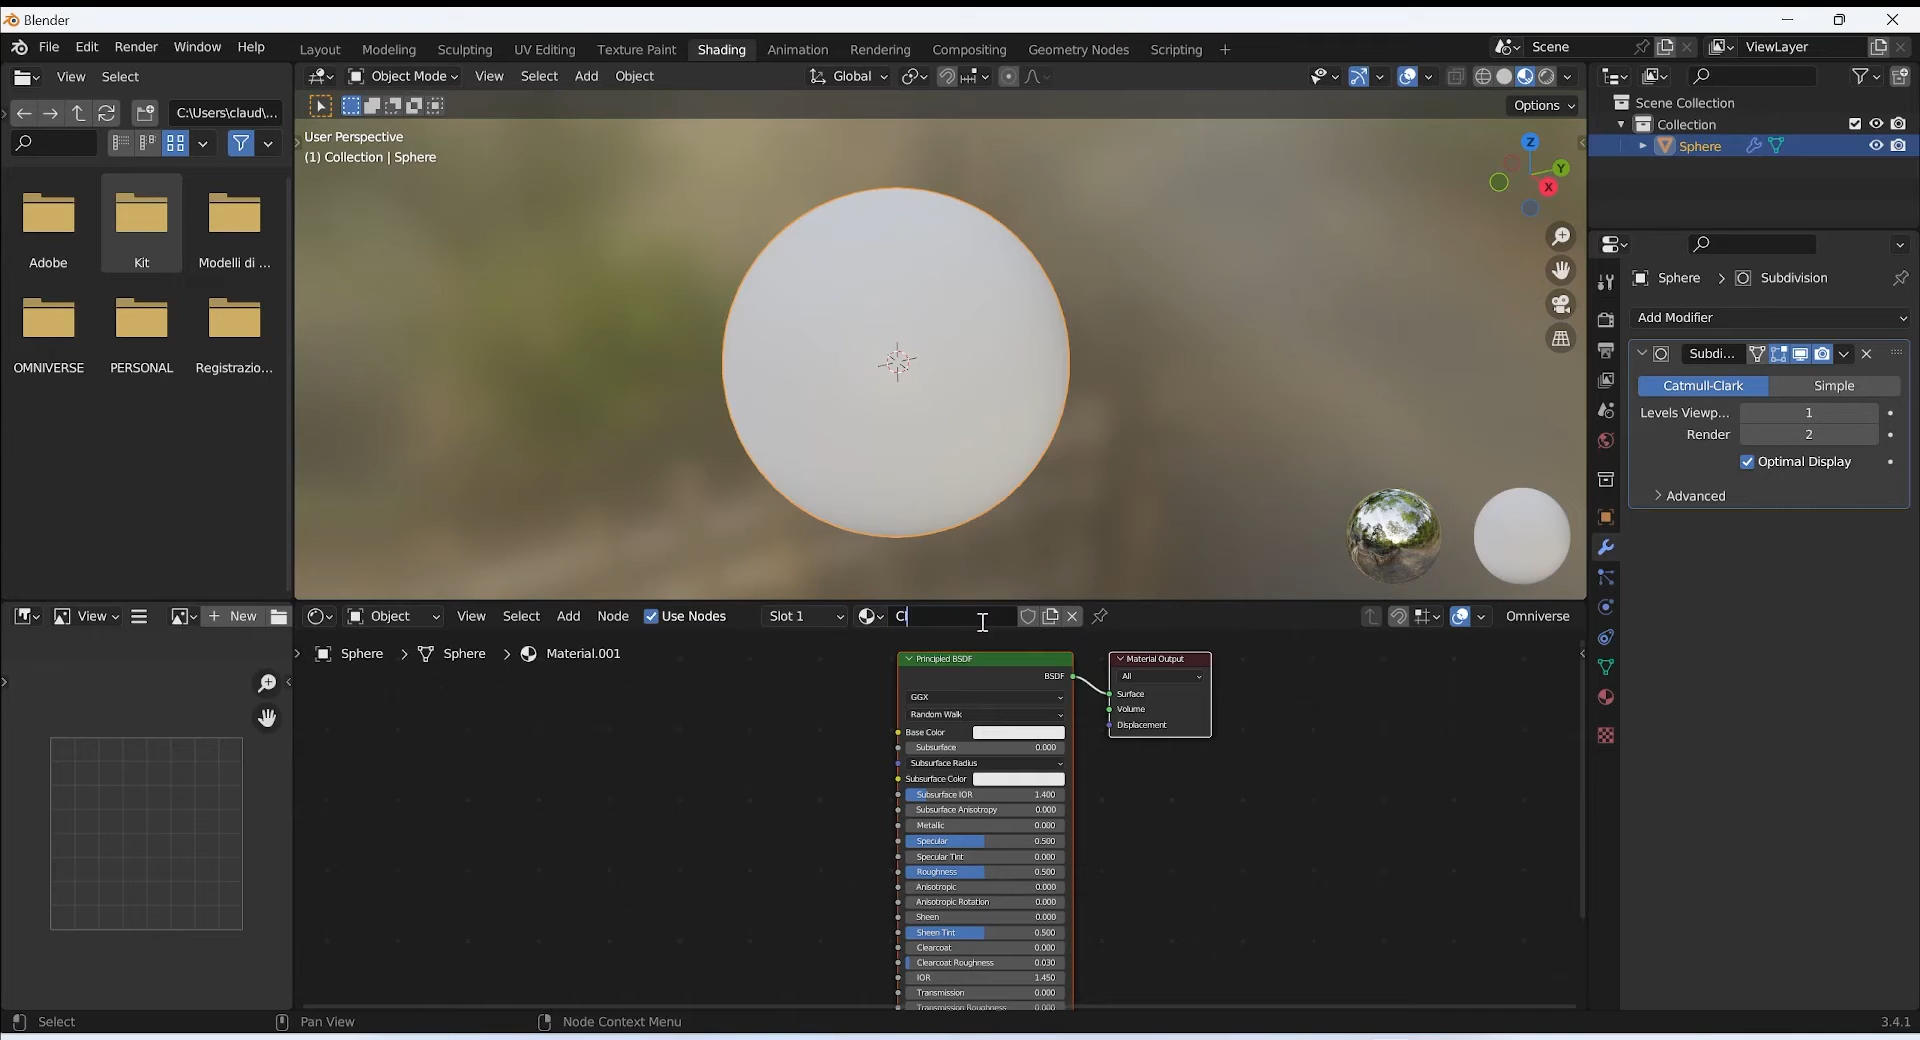 Blender
File Edit Render Window Help
Layout Modeling Sculpting UV Editing Texture Paint Shading Animation Rendering Compositing Geometry Nodes Scripting +
Scene
ViewLayer
View Select
Object Mode View Select Add Object
Global
C:\Users\claud\...
Options
User Perspective
(1) Collection | Sphere
Z
Y
X
Scene Collection
Collection
Sphere
Adobe
Kit
Modelli di ...
OMNIVERSE
PERSONAL
Registrazio...
Sphere > Subdivision
Add Modifier
Subdi...
Catmull-Clark Simple
Levels Viewp... 1
Render 2
Optimal Display
Advanced
View
+ New
Object View Select Add Node Use Nodes Slot 1 Cl Omniverse
Sphere > Sphere > Material.001
Principled BSDF
BSDF
GGX
Random Walk
Base Color
Subsurface 0.000
Subsurface Radius
Subsurface Color
Subsurface IOR 1.400
Subsurface Anisotropy 0.000
Metallic 0.000
Specular 0.500
Specular Tint 0.000
Roughness 0.500
Anisotropic 0.000
Anisotropic Rotation 0.000
Sheen 0.000
Sheen Tint 0.500
Clearcoat 0.000
Clearcoat Roughness 0.030
IOR 1.450
Transmission 0.000
Transmission Roughness 0.000
Material Output
All
Surface
Volume
Displacement
Select Pan View Node Context Menu 3.4.1